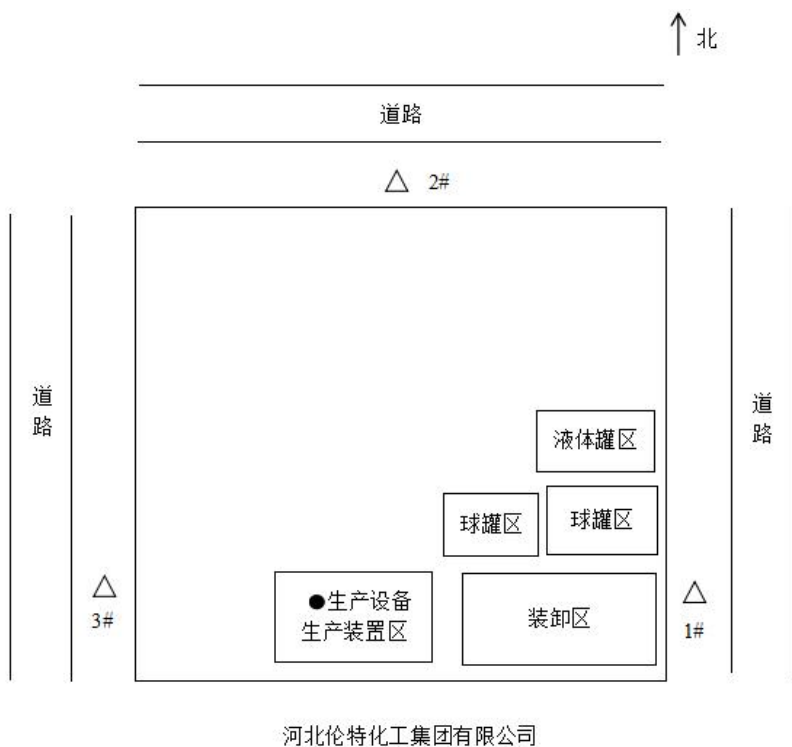 北
道路
2#
道
路
道
路
液体罐区
球罐区
球罐区
3#
生产设备
生产装置区
装卸区
1#
河北伦特化工集团有限公司